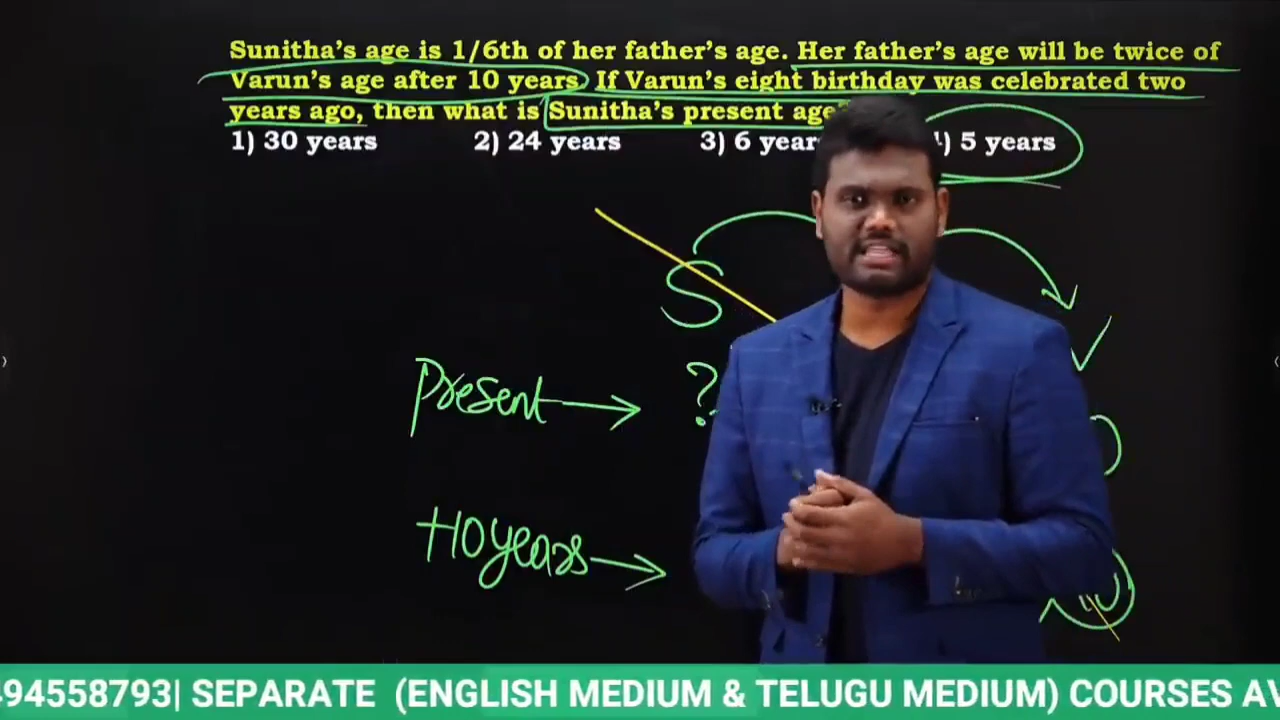 Sunitha's age is 1/6th of her father's age. Her father's age will be twice of
Varun's age after 10 years. If Varun's eight birthday was celebrated two
years ago, then what is Sunitha's present age
1) 30 years 2) 24 years 3) 6 year ) 5 years
S V
Present ?
+10 years
494558793| SEPARATE (ENGLISH MEDIUM & TELUGU MEDIUM) COURSES AV